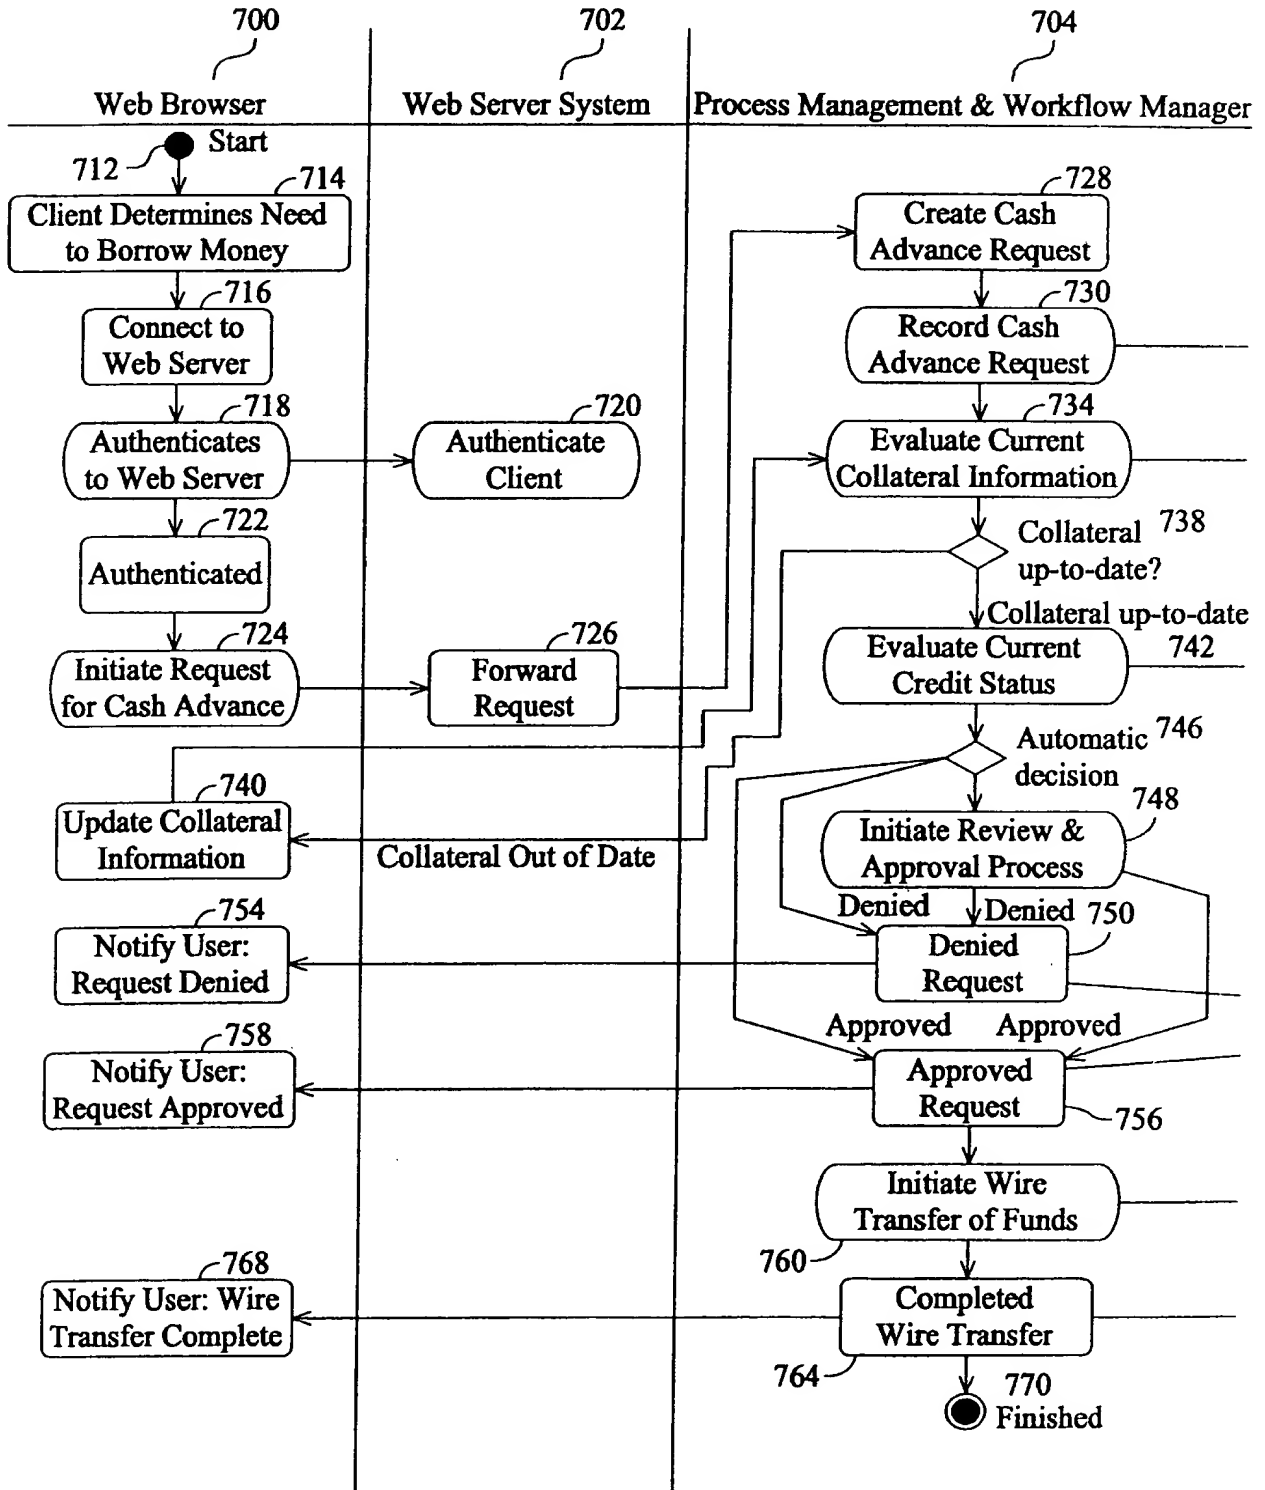 700
702
704
Web Browser
Web Server System
Process Management & Workflow Manager
Start
712
714
Client Determines Need
to Borrow Money
716
Connect to
Web Server
718
Authenticates
to Web Server
720
Authenticate
Client
722
Authenticated
724
Initiate Request
for Cash Advance
726
Forward
Request
728
Create Cash
Advance Request
730
Record Cash
Advance Request
734
Evaluate Current
Collateral Information
738
Collateral
up-to-date?
Collateral up-to-date
Evaluate Current
Credit Status
742
Automatic
decision
746
740
Update Collateral
Information
Collateral Out of Date
748
Initiate Review &
Approval Process
Denied
Denied
750
Denied
Request
754
Notify User:
Request Denied
Approved
Approved
758
Notify User:
Request Approved
Approved
Request
756
Initiate Wire
Transfer of Funds
760
768
Notify User: Wire
Transfer Complete
Completed
Wire Transfer
764
770
Finished